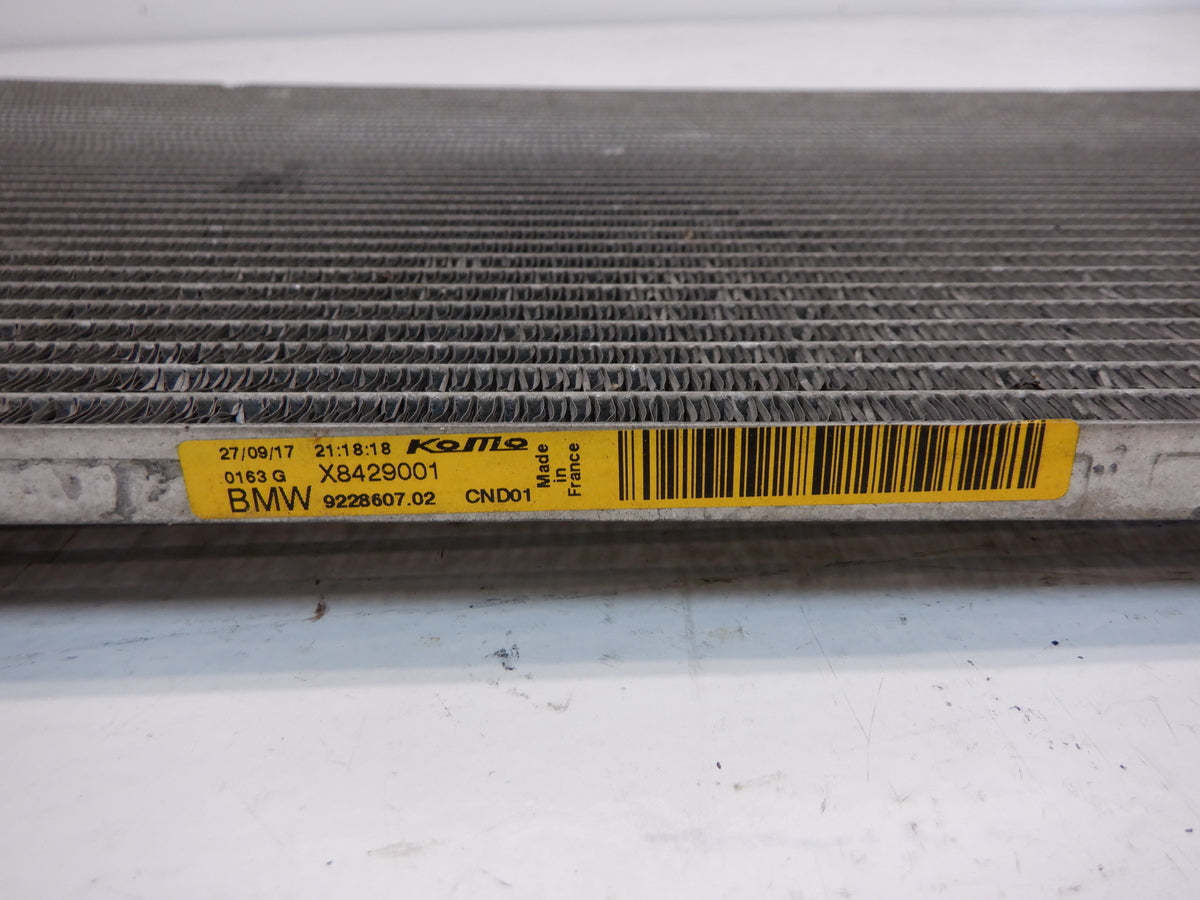 27/09/17 21:18:18 KoMo
0163 G X8429001
BMW 9228607.02 CND01
Made
in
France